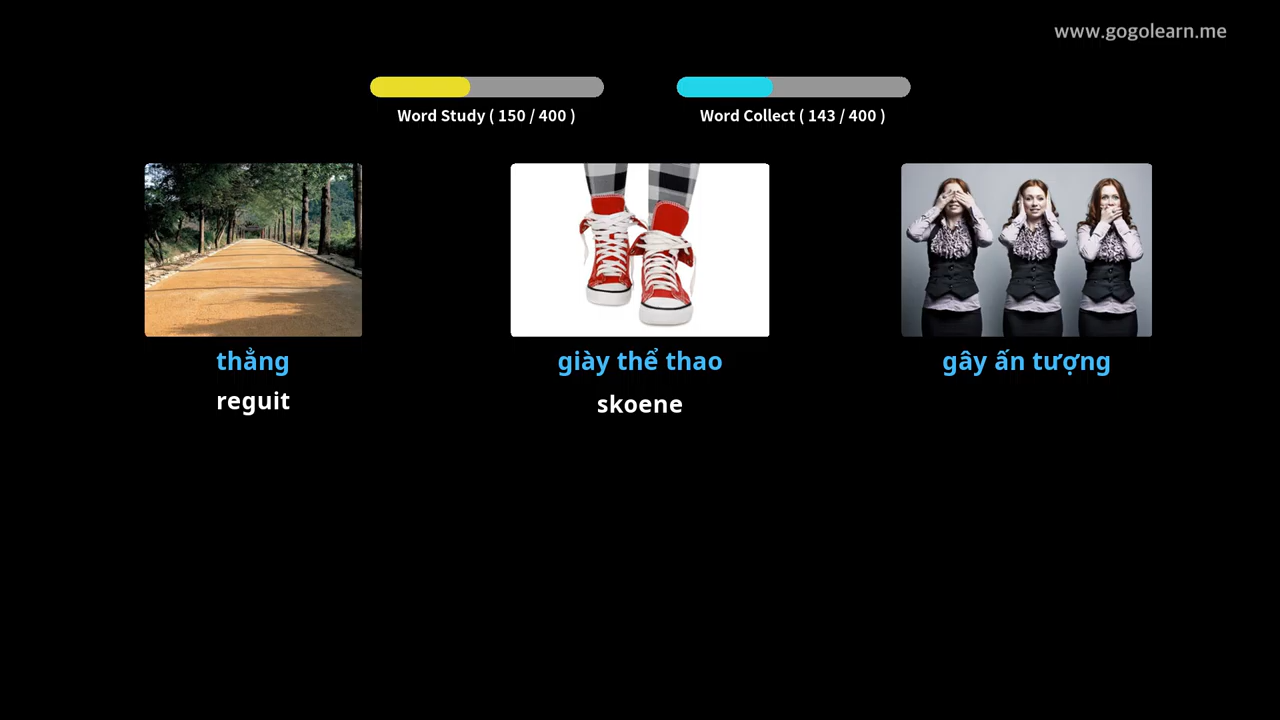 www.gogolearn.me
Word Study ( 150 / 400 )
Word Collect ( 143 / 400 )
thẳng
reguit
giày thể thao
skoene
gây ấn tượng